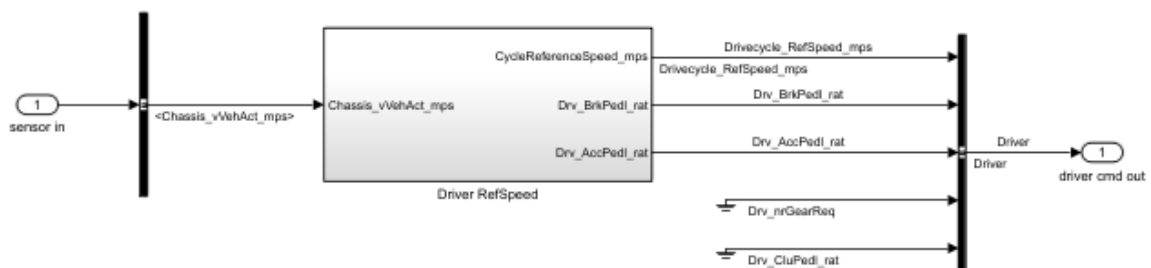 1
sensor in
<Chassis_vVehAct_mps>
Chassis_vVehAct_mps
CycleReferenceSpeed_mps
Drv_BrkPedl_rat
Drv_AccPedl_rat
Driver RefSpeed
Drivecycle_RefSpeed_mps
Drivecycle_RefSpeed_mps
Drv_BrkPedl_rat
Drv_AccPedl_rat
Drv_nrGearReq
Drv_CluPedl_rat
Driver
Driver
1
driver cmd out